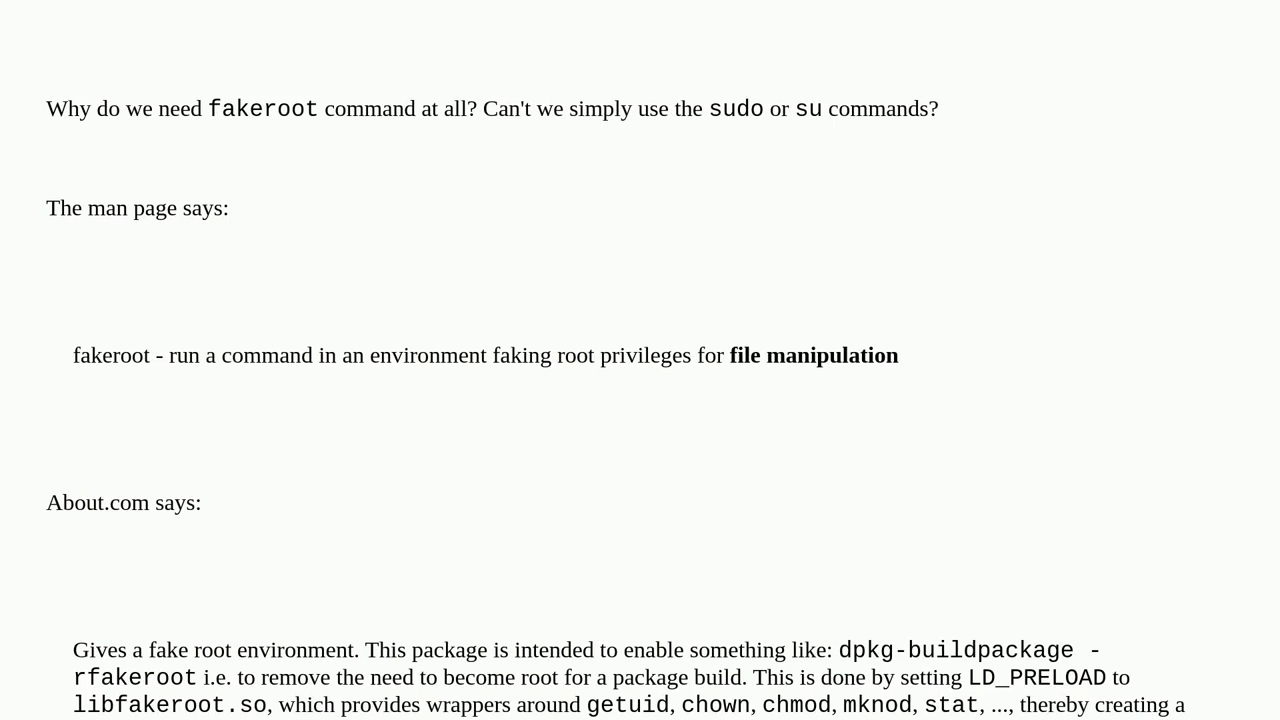 Why do we need fakeroot command at all? Can't we simply use the sudo or su commands?
The man page says:
fakeroot - run a command in an environment faking root privileges for file manipulation
About.com says:
Gives a fake root environment. This package is intended to enable something like: dpkg-buildpackage -
rfakeroot i.e. to remove the need to become root for a package build. This is done by setting LD_PRELOAD to
libfakeroot.so, which provides wrappers around getuid, chown, chmod, mknod, stat, ..., thereby creating a